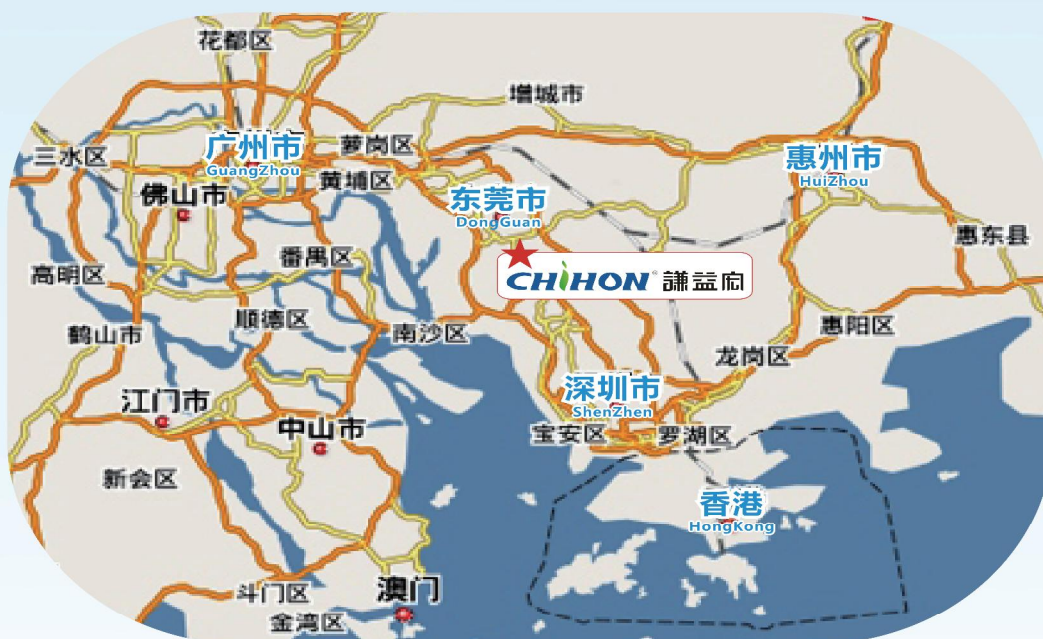 花都区
增城市
广州市
GuangZhou
萝岗区
三水区
惠州市
HuiZhou
黄埔区
佛山市
东莞市
DongGuan
惠东县
番禺区
高明区
CHiHON® 謙益宏
顺德区
惠阳区
鹤山市
南沙区
龙岗区
深圳市
ShenZhen
江门市
中山市
宝安区
罗湖区
新会区
香港
HongKong
斗门区
澳门
金湾区